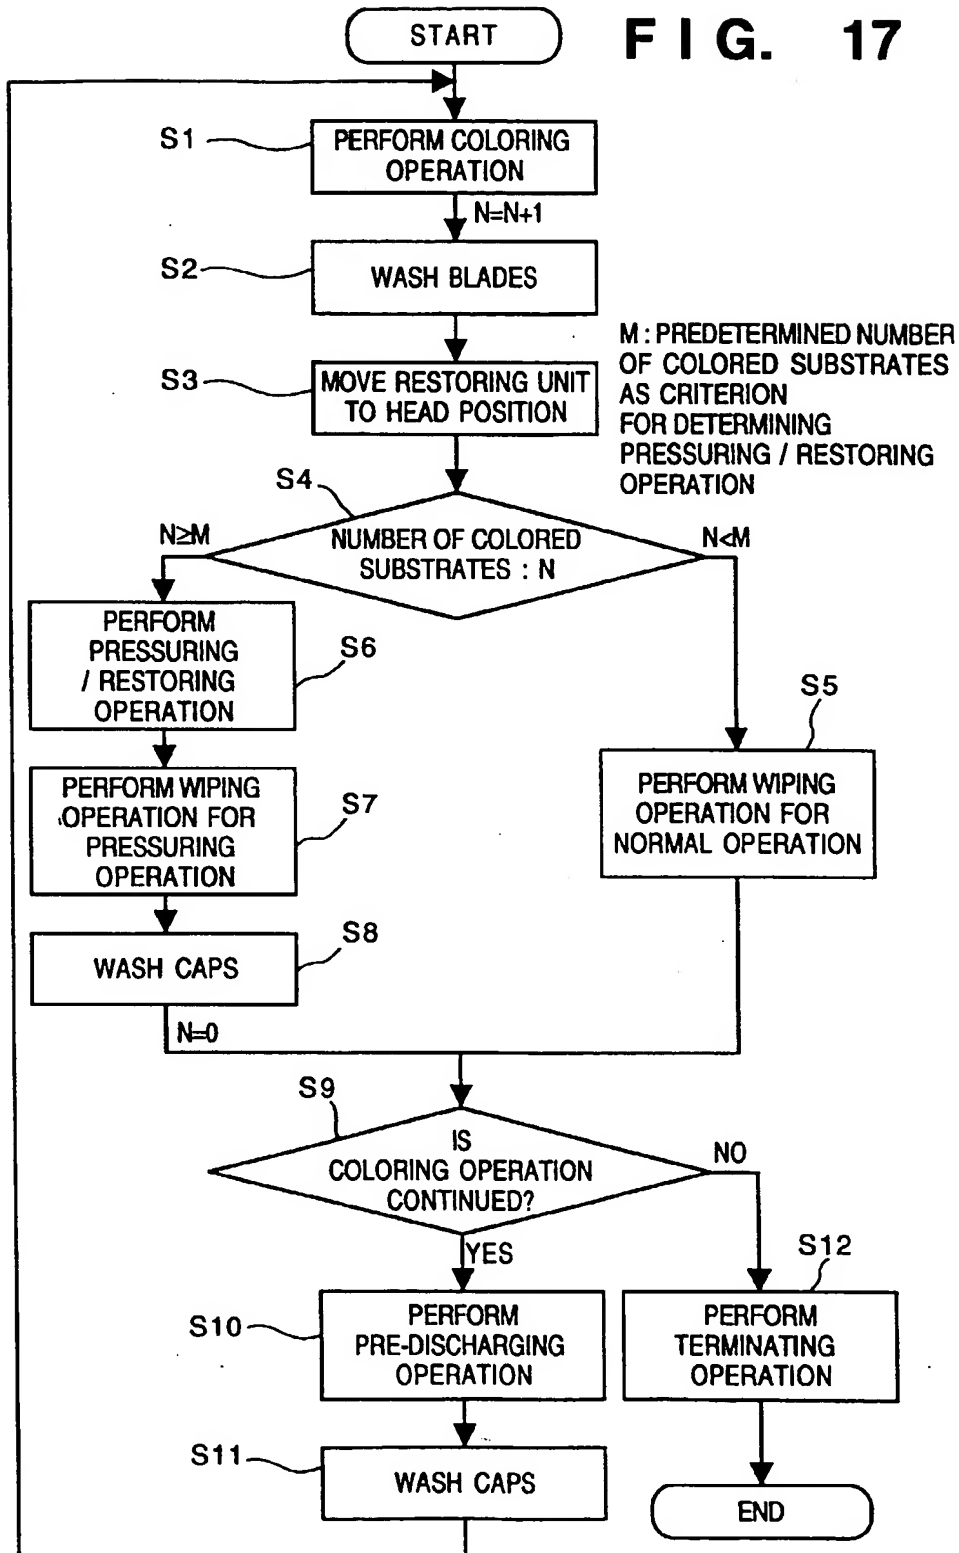 START
FIG. 17
S1
PERFORM COLORING
OPERATION
N=N+1
S2
WASH BLADES
S3
MOVE RESTORING UNIT
TO HEAD POSITION
M : PREDETERMINED NUMBER
OF COLORED SUBSTRATES
AS CRITERION
FOR DETERMINING
PRESSURING / RESTORING
OPERATION
S4
N≥M
NUMBER OF COLORED
SUBSTRATES : N
N<M
PERFORM
PRESSURING
/ RESTORING
OPERATION
S6
S5
PERFORM WIPING
OPERATION FOR
PRESSURING
OPERATION
S7
PERFORM WIPING
OPERATION FOR
NORMAL OPERATION
S8
WASH CAPS
N=0
S9
IS
COLORING OPERATION
CONTINUED?
NO
YES
S12
S10
PERFORM
PRE-DISCHARGING
OPERATION
PERFORM
TERMINATING
OPERATION
S11
WASH CAPS
END